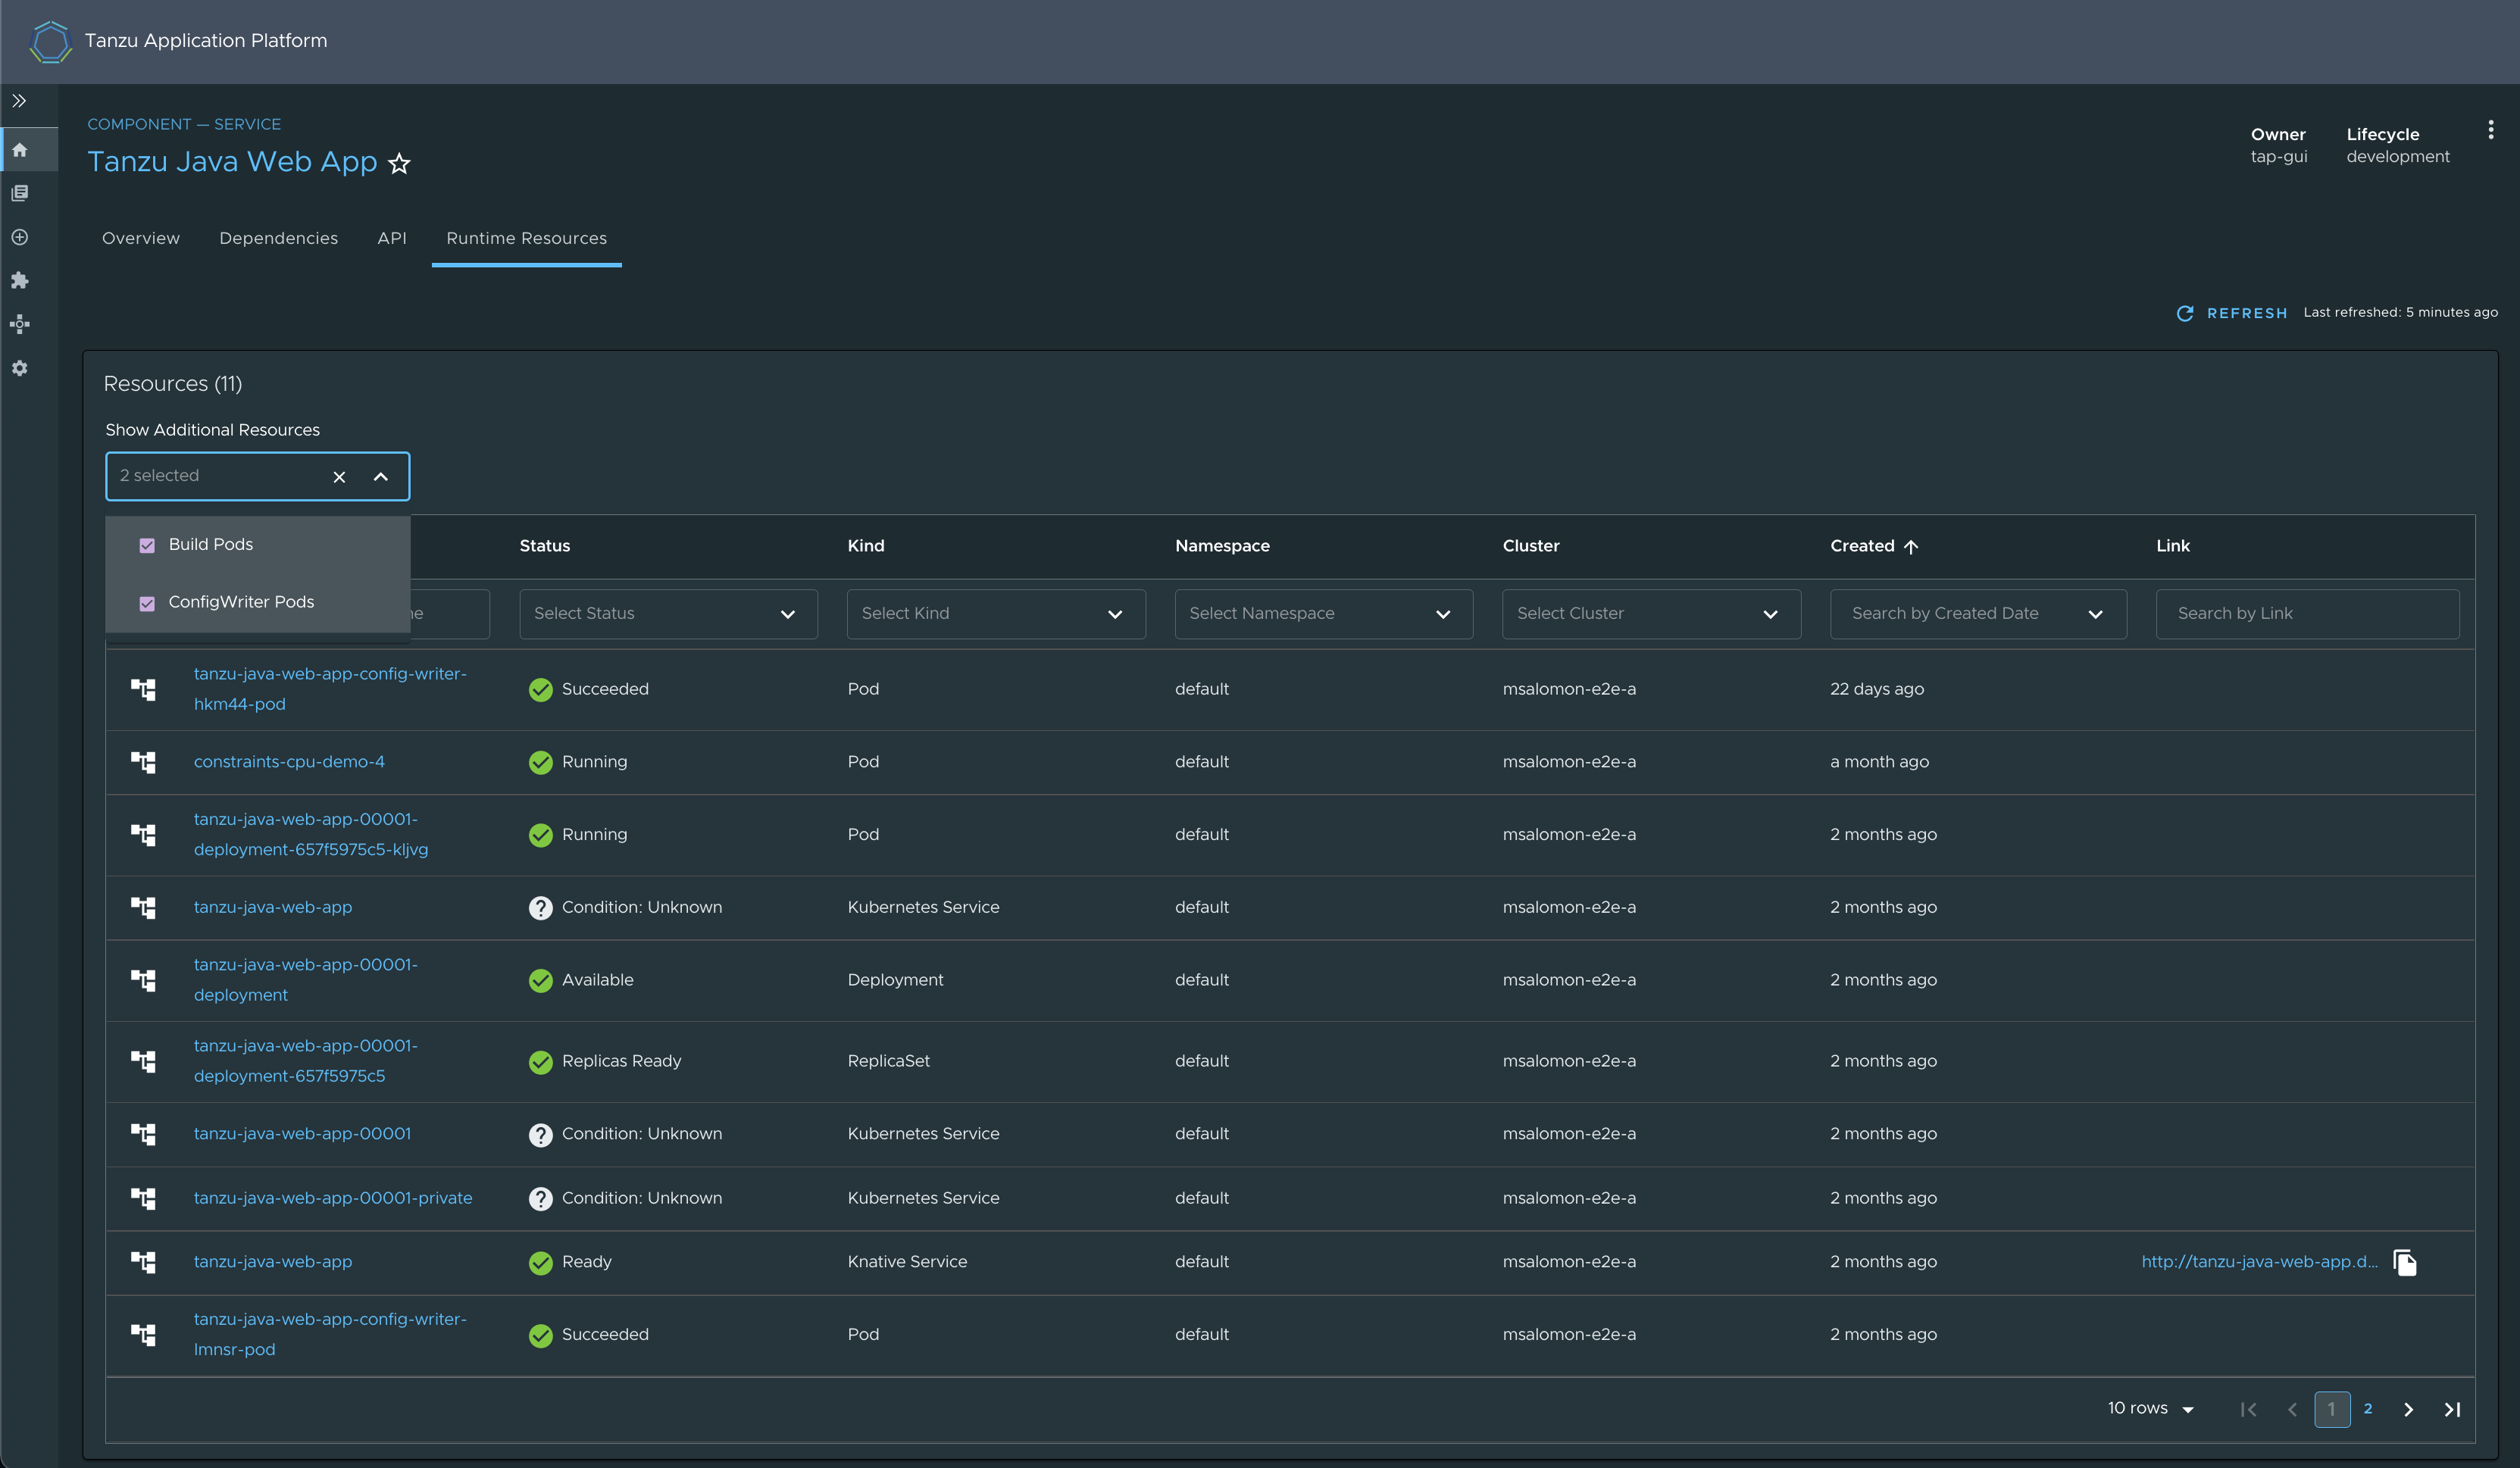 Tanzu Application Platform
COMPONENT — SERVICE
Tanzu Java Web App
Owner
tap-gui
Lifecycle
development
Overview
Dependencies
API
Runtime Resources
REFRESH
Last refreshed: 5 minutes ago
Resources (11)
Show Additional Resources
2 selected
Build Pods
ConfigWriter Pods
Status
Kind
Namespace
Cluster
Created
Link
Select Status
Select Kind
Select Namespace
Select Cluster
Search by Created Date
Search by Link
tanzu-java-web-app-config-writer-
hkm44-pod
Succeeded
Pod
default
msalomon-e2e-a
22 days ago
constraints-cpu-demo-4
Running
Pod
default
msalomon-e2e-a
a month ago
tanzu-java-web-app-00001-
deployment-657f5975c5-kljvg
Running
Pod
default
msalomon-e2e-a
2 months ago
tanzu-java-web-app
Condition: Unknown
Kubernetes Service
default
msalomon-e2e-a
2 months ago
tanzu-java-web-app-00001-
deployment
Available
Deployment
default
msalomon-e2e-a
2 months ago
tanzu-java-web-app-00001-
deployment-657f5975c5
Replicas Ready
ReplicaSet
default
msalomon-e2e-a
2 months ago
tanzu-java-web-app-00001
Condition: Unknown
Kubernetes Service
default
msalomon-e2e-a
2 months ago
tanzu-java-web-app-00001-private
Condition: Unknown
Kubernetes Service
default
msalomon-e2e-a
2 months ago
tanzu-java-web-app
Ready
Knative Service
default
msalomon-e2e-a
2 months ago
http://tanzu-java-web-app.d...
tanzu-java-web-app-config-writer-
lmnsr-pod
Succeeded
Pod
default
msalomon-e2e-a
2 months ago
10 rows
1
2